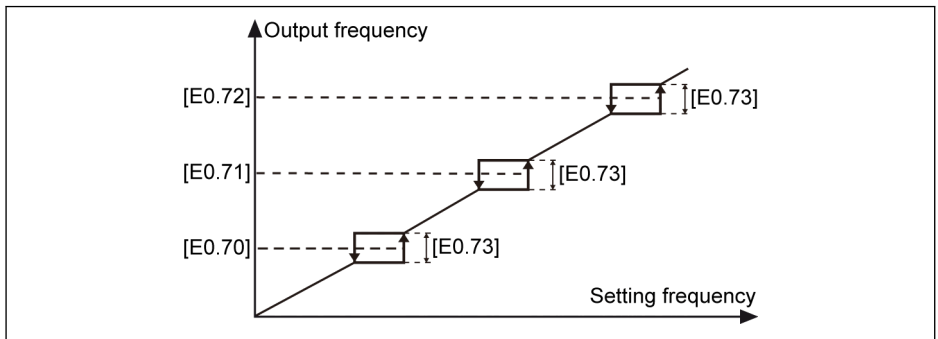 Output frequency
[E0.72]
[E0.73]
[E0.71]
[E0.73]
[E0.70]
[E0.73]
Setting frequency